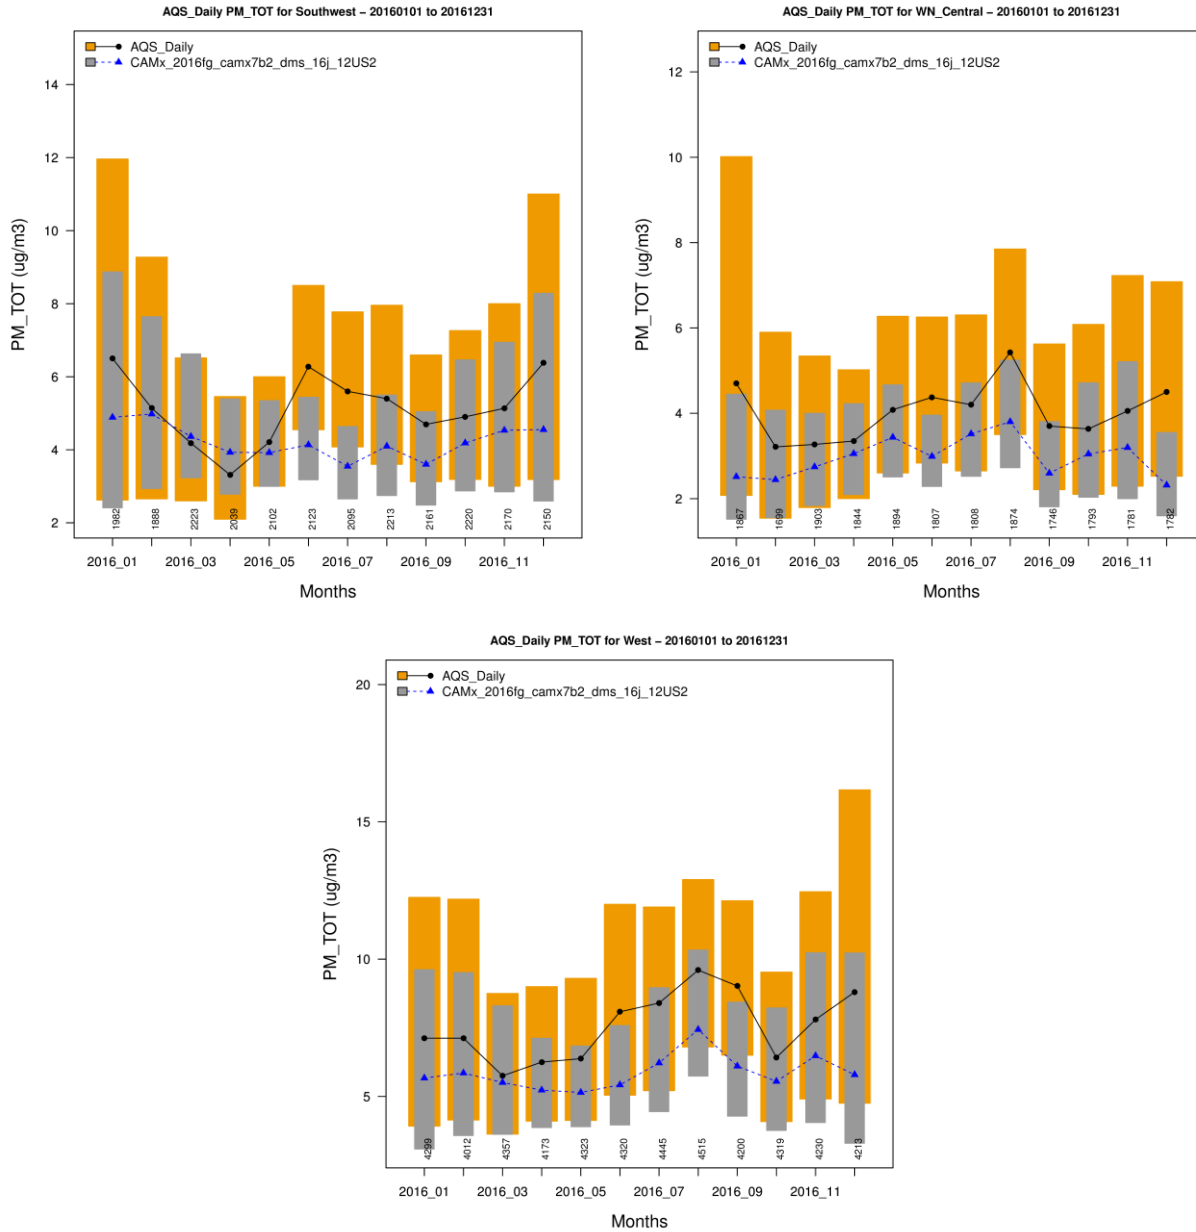 AQS_Daily PM_TOT for Southwest − 20160101 to 20161231
AQS_Daily
CAMx_2016fg_camx7b2_dms_16j_12US2
PM_TOT (ug/m3)
14
12
10
8
6
4
2
1982 1888 2223 2039 2102 2123 2095 2213 2161 2220 2170 2150
2016_01 2016_03 2016_05 2016_07 2016_09 2016_11
Months
AQS_Daily PM_TOT for WN_Central − 20160101 to 20161231
AQS_Daily
CAMx_2016fg_camx7b2_dms_16j_12US2
PM_TOT (ug/m3)
12
10
8
6
4
2
1867 1699 1903 1844 1894 1807 1808 1874 1746 1793 1781 1782
2016_01 2016_03 2016_05 2016_07 2016_09 2016_11
Months
AQS_Daily PM_TOT for West − 20160101 to 20161231
AQS_Daily
CAMx_2016fg_camx7b2_dms_16j_12US2
PM_TOT (ug/m3)
20
15
10
5
4299 4012 4357 4173 4323 4320 4445 4515 4200 4319 4230 4213
2016_01 2016_03 2016_05 2016_07 2016_09 2016_11
Months